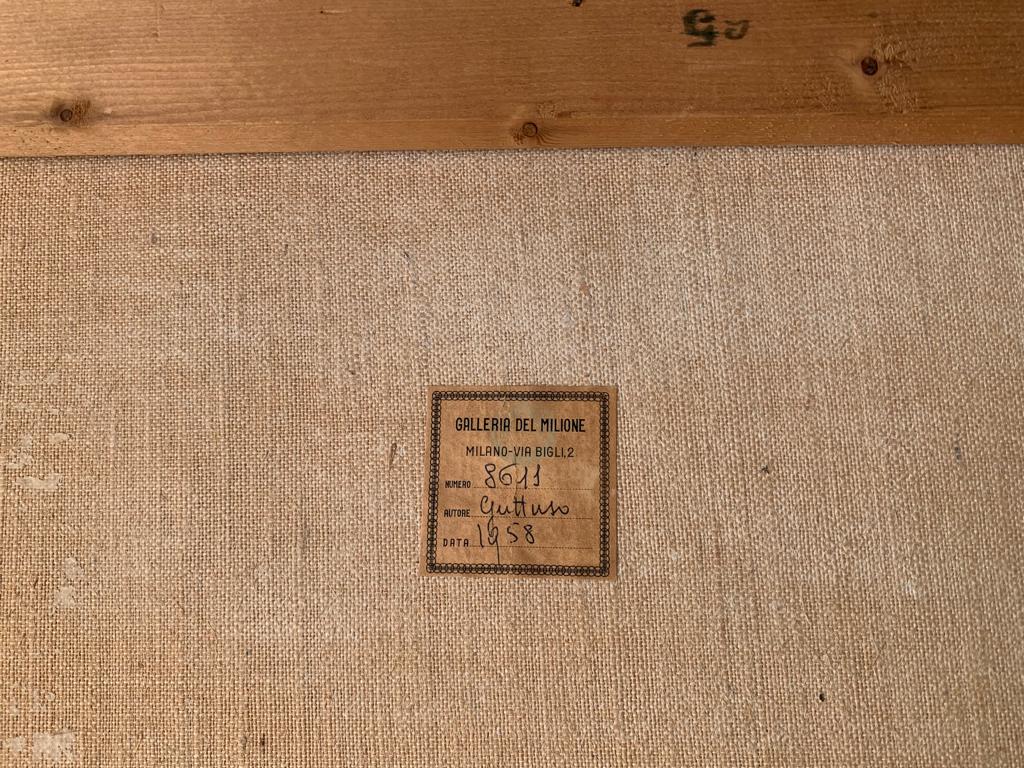 GALLERIA DEL MILIONE
MILANO-VIA BIGLI, 2
NUMERO 8611
AUTORE Guttuso
DATA 1958